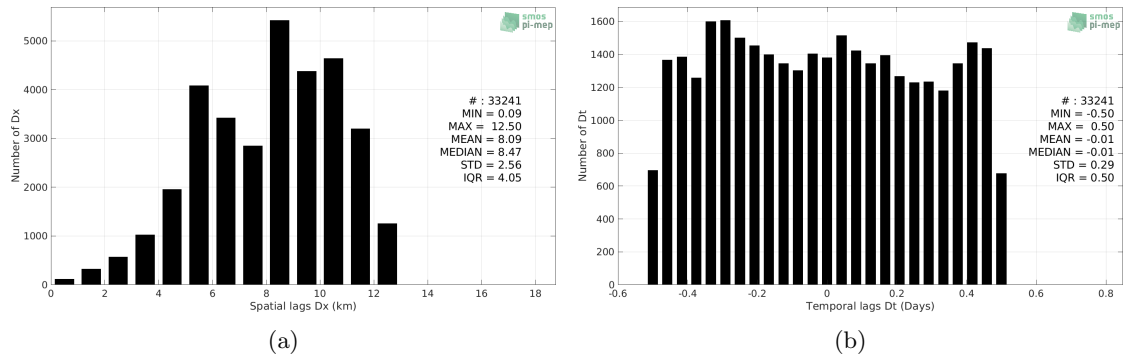 smos
pi-mep
Number of Dx
5000
4000
3000
2000
1000
0
# : 33241
MIN = 0.09
MAX = 12.50
MEAN = 8.09
MEDIAN = 8.47
STD = 2.56
IQR = 4.05
0 2 4 6 8 10 12 14 16 18
Spatial lags Dx (km)
(a)
smos
pi-mep
Number of Dt
1600
1400
1200
1000
800
600
400
200
0
# : 33241
MIN = -0.50
MAX = 0.50
MEAN = -0.01
MEDIAN = -0.01
STD = 0.29
IQR = 0.50
-0.6 -0.4 -0.2 0 0.2 0.4 0.6 0.8
Temporal lags Dt (Days)
(b)